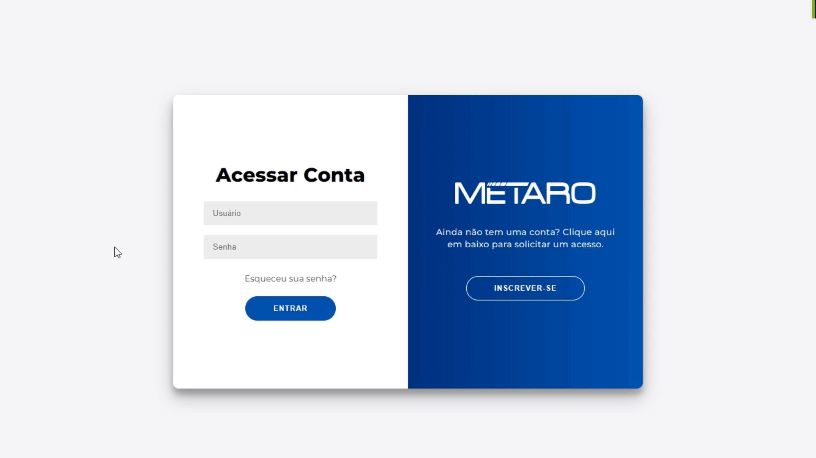 Acessar Conta
Usuário
Senha
Esqueceu sua senha?
ENTRAR
METARO
Ainda não tem uma conta? Clique aqui
em baixo para solicitar um acesso.
INSCREVER-SE